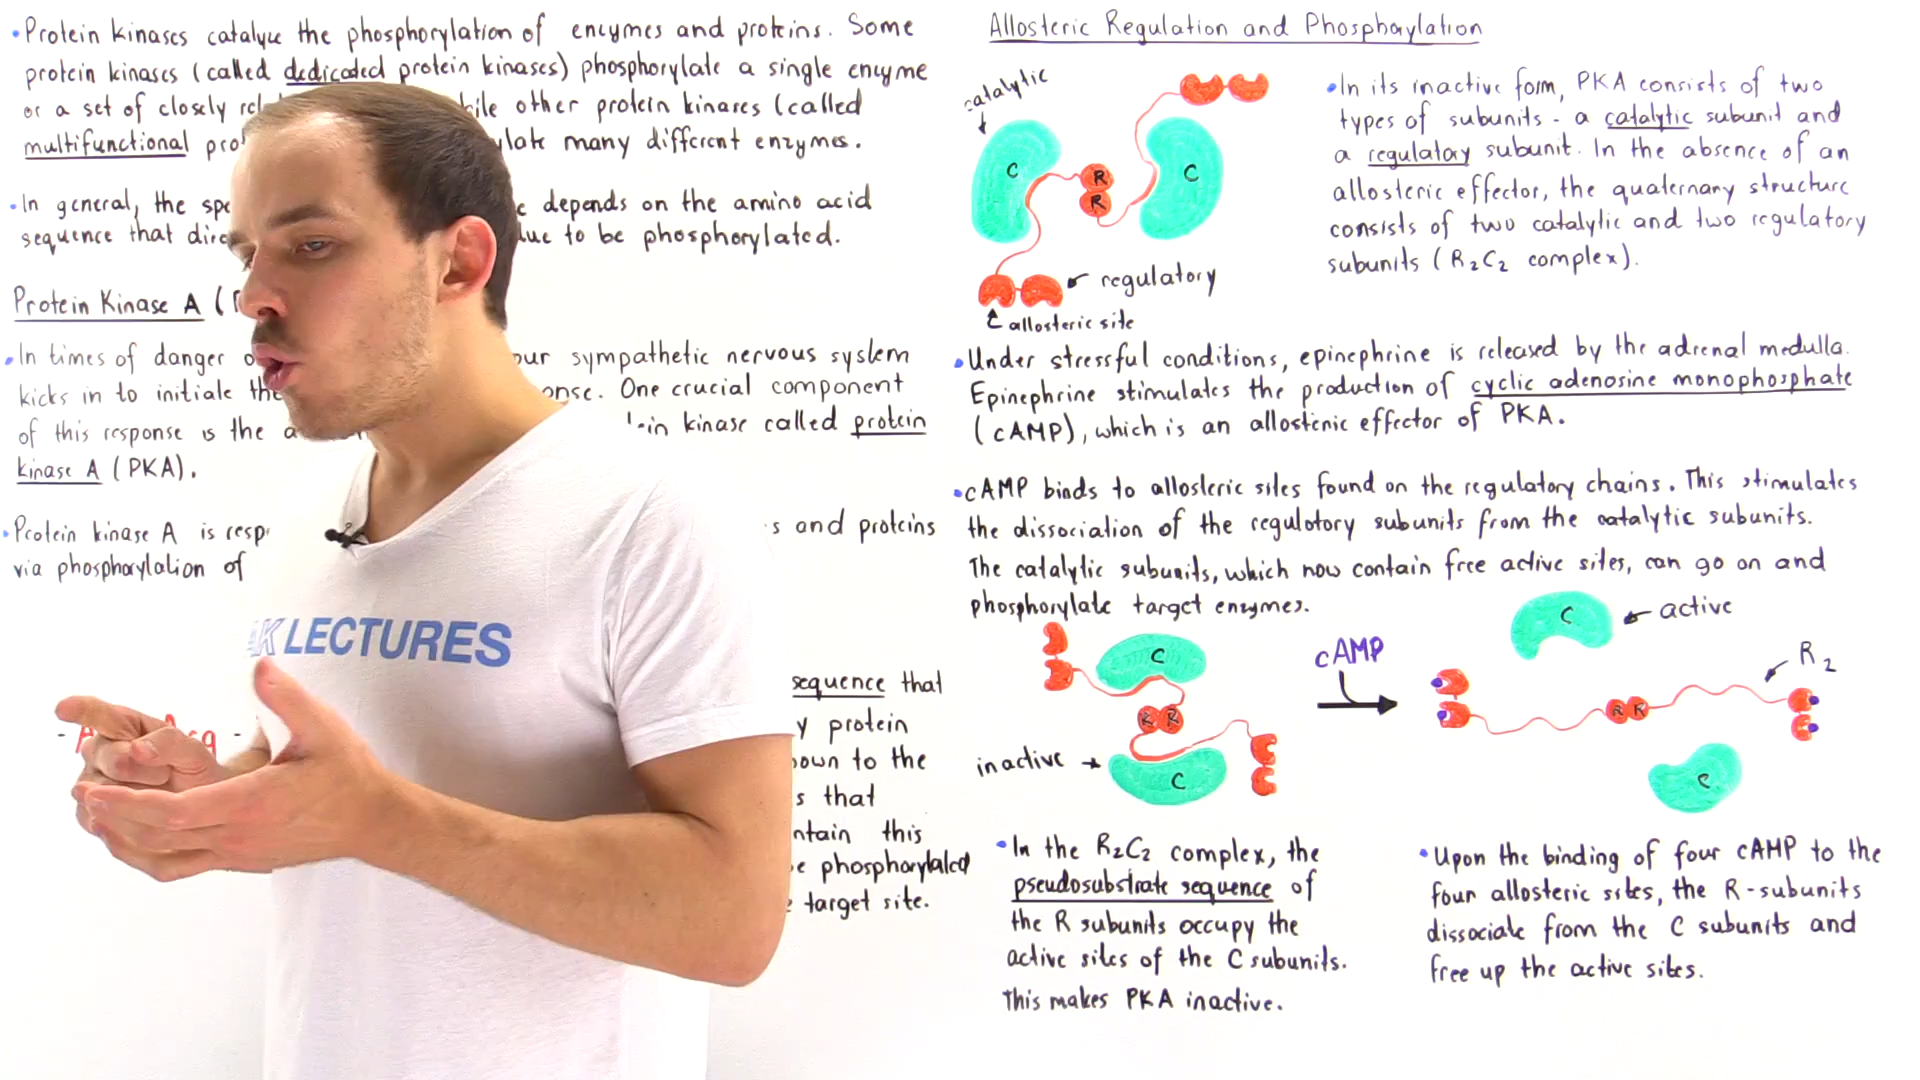 •Protein kinases catalyze the phosphorylation of enzymes and proteins. Some
protein kinases (called dedicated protein kinases) phosphorylate a single enzyme
or a set of closely other protein kinases (called
multifunctional many different enzymes.
•In general, the depends on the amino acid
sequence that to be phosphorylated.
Protein Kinase A (
•In times of danger our sympathetic nervous system
kicks in to initiate the One crucial component
of this response is the kinase called protein
kinase A (PKA).
•Protein kinase A is and proteins
via phosphorylation of
sequence that
protein
to the
that
this
phosphorylated
target site.
LECTURES
Allosteric Regulation and Phosphorylation
catalytic
C
C
R
R
regulatory
allosteric site
•In its inactive form, PKA consists of two
types of subunits - a catalytic subunit and
a regulatory subunit. In the absence of an
allosteric effector, the quaternary structure
consists of two catalytic and two regulatory
subunits (R2C2 complex).
•Under stressful conditions, epinephrine is released by the adrenal medulla.
Epinephrine stimulates the production of cyclic adenosine monophosphate
(cAMP), which is an allosteric effector of PKA.
•cAMP binds to allosteric sites found on the regulatory chains. This stimulates
the dissociation of the regulatory subunits from the catalytic subunits.
The catalytic subunits, which now contain free active sites, can go on and
phosphorylate target enzymes.
C
R R
C
inactive
cAMP
C
active
R2
R R
C
•In the R2C2 complex, the
pseudosubstrate sequence of
the R subunits occupy the
active sites of the C subunits.
This makes PKA inactive.
•Upon the binding of four cAMP to the
four allosteric sites, the R-subunits
dissociate from the C subunits and
free up the active sites.